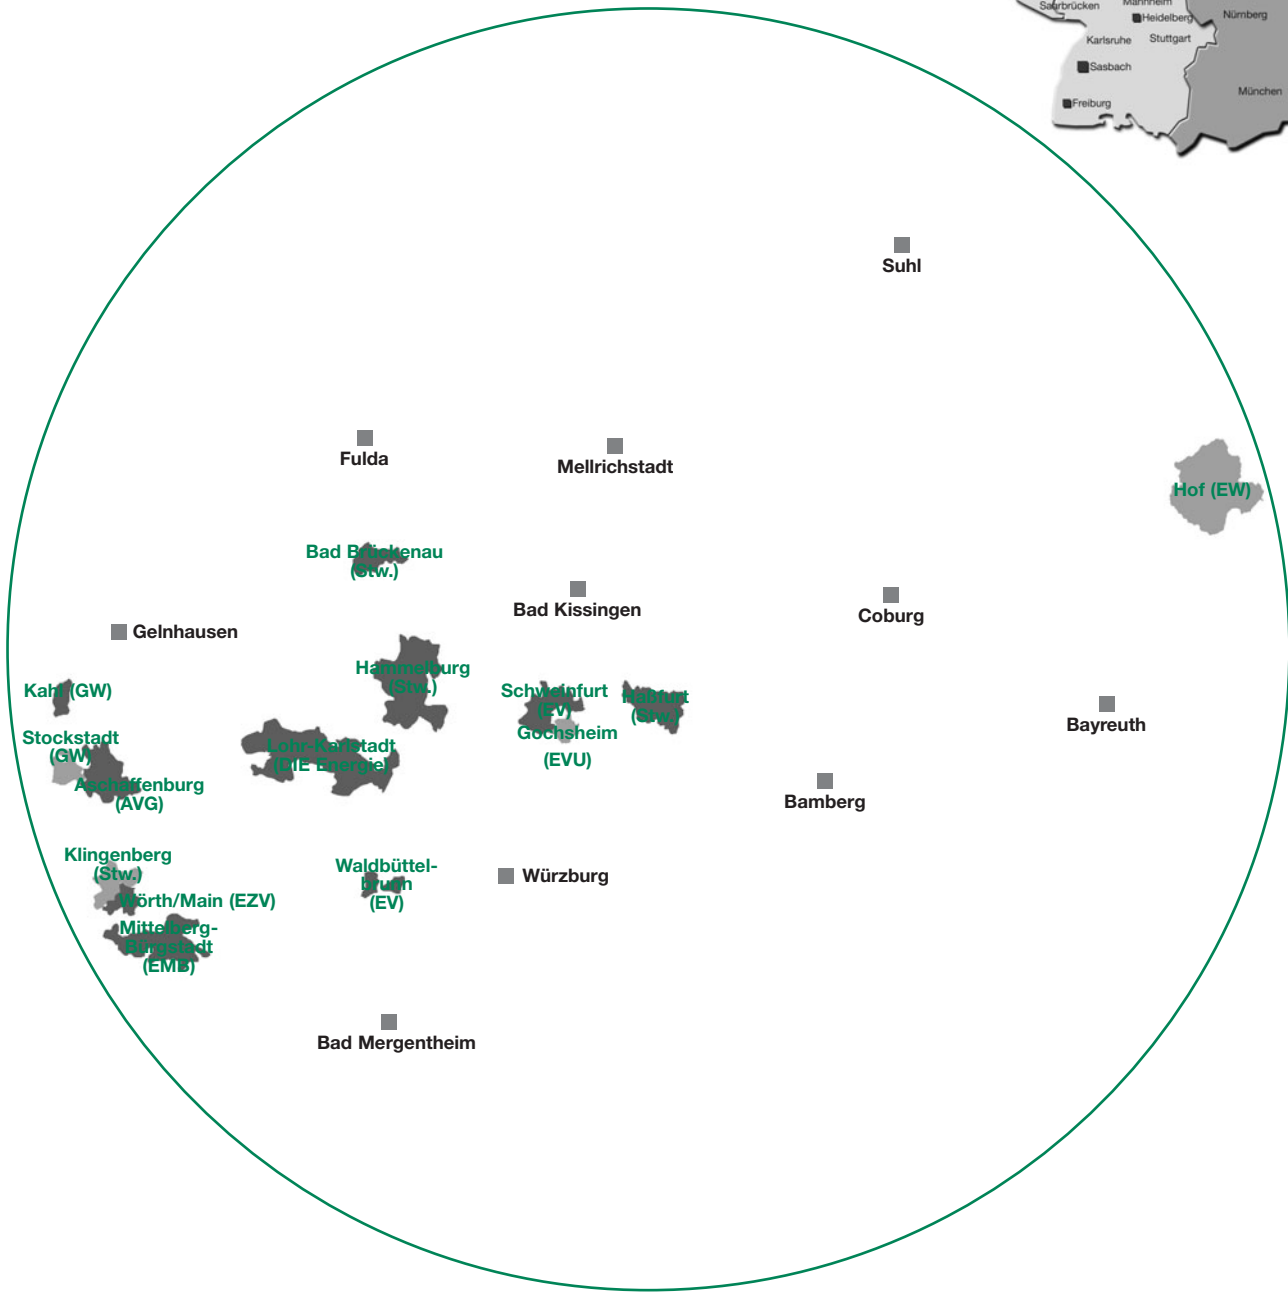 Saarbrücken
Mannheim
Heidelberg
Nürnberg
Karlsruhe
Stuttgart
Sasbach
München
Freiburg
Suhl
Fulda
Mellrichstadt
Hof (EW)
Bad Brückenau
(Stw.)
Bad Kissingen
Coburg
Gelnhausen
Hammelburg
(Stw.)
Kahl (GW)
Schweinfurt
(EV)
Haßfurt
(Stw.)
Gochsheim
(EVU)
Bayreuth
Stockstadt
(GW)
Lohr-Karlstadt
(DIE Energie)
Aschaffenburg
(AVG)
Bamberg
Klingenberg
(Stw.)
Waldbüttel-
brunn
(EV)
Würzburg
Wörth/Main (EZV)
Mittelberg-
Bürgstadt
(EMB)
Bad Mergentheim